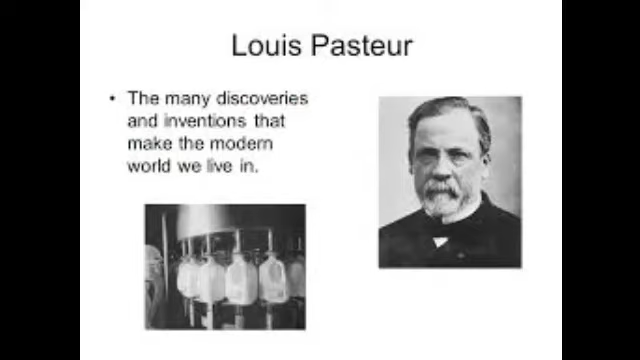 Louis Pasteur
• The many discoveries
and inventions that
make the modern
world we live in.